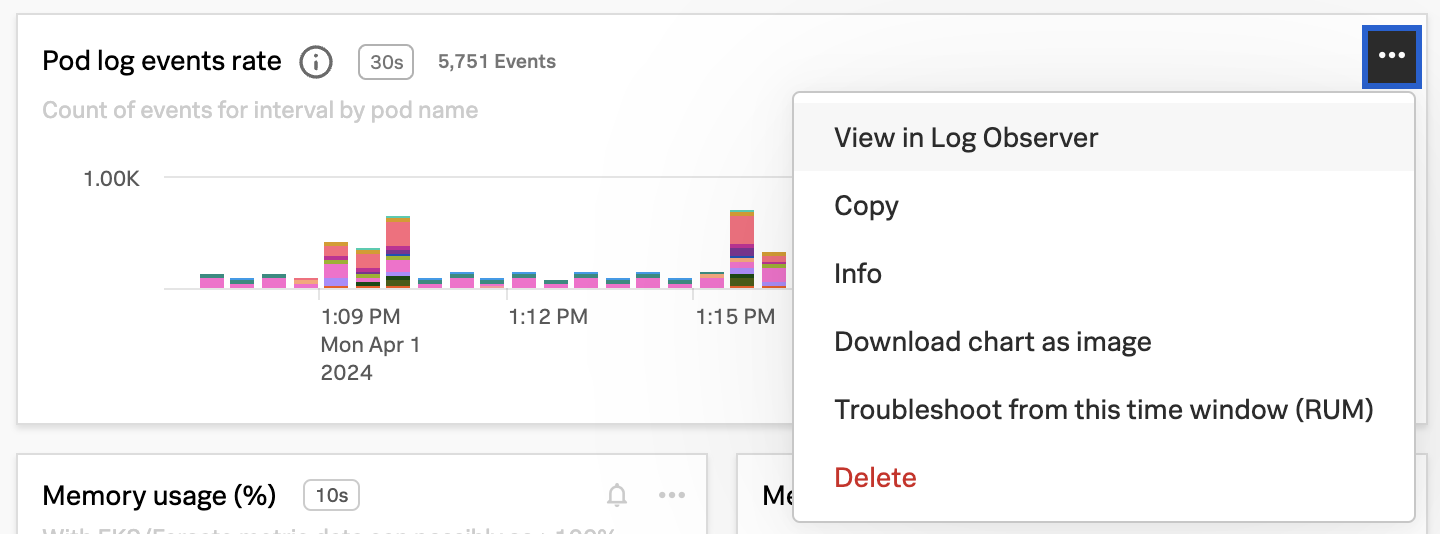 Pod log events rate 30s 5,751 Events
Count of events for interval by pod name
View in Log Observer
Copy
Info
Download chart as image
Troubleshoot from this time window (RUM)
Delete
1.00K
1:09 PM 1:12 PM 1:15 PM
Mon Apr 1
2024
Memory usage (%) 10s